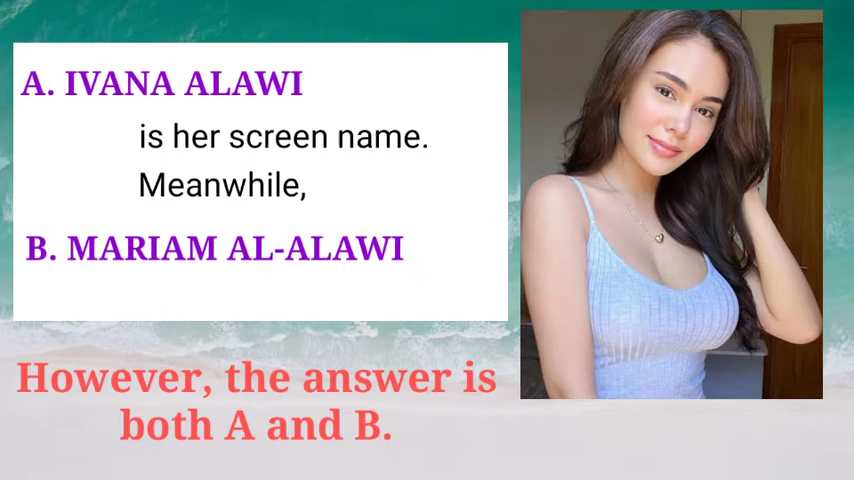 A. IVANA ALAWI
is her screen name.
Meanwhile,
B. MARIAM AL-ALAWI
However, the answer is
both A and B.